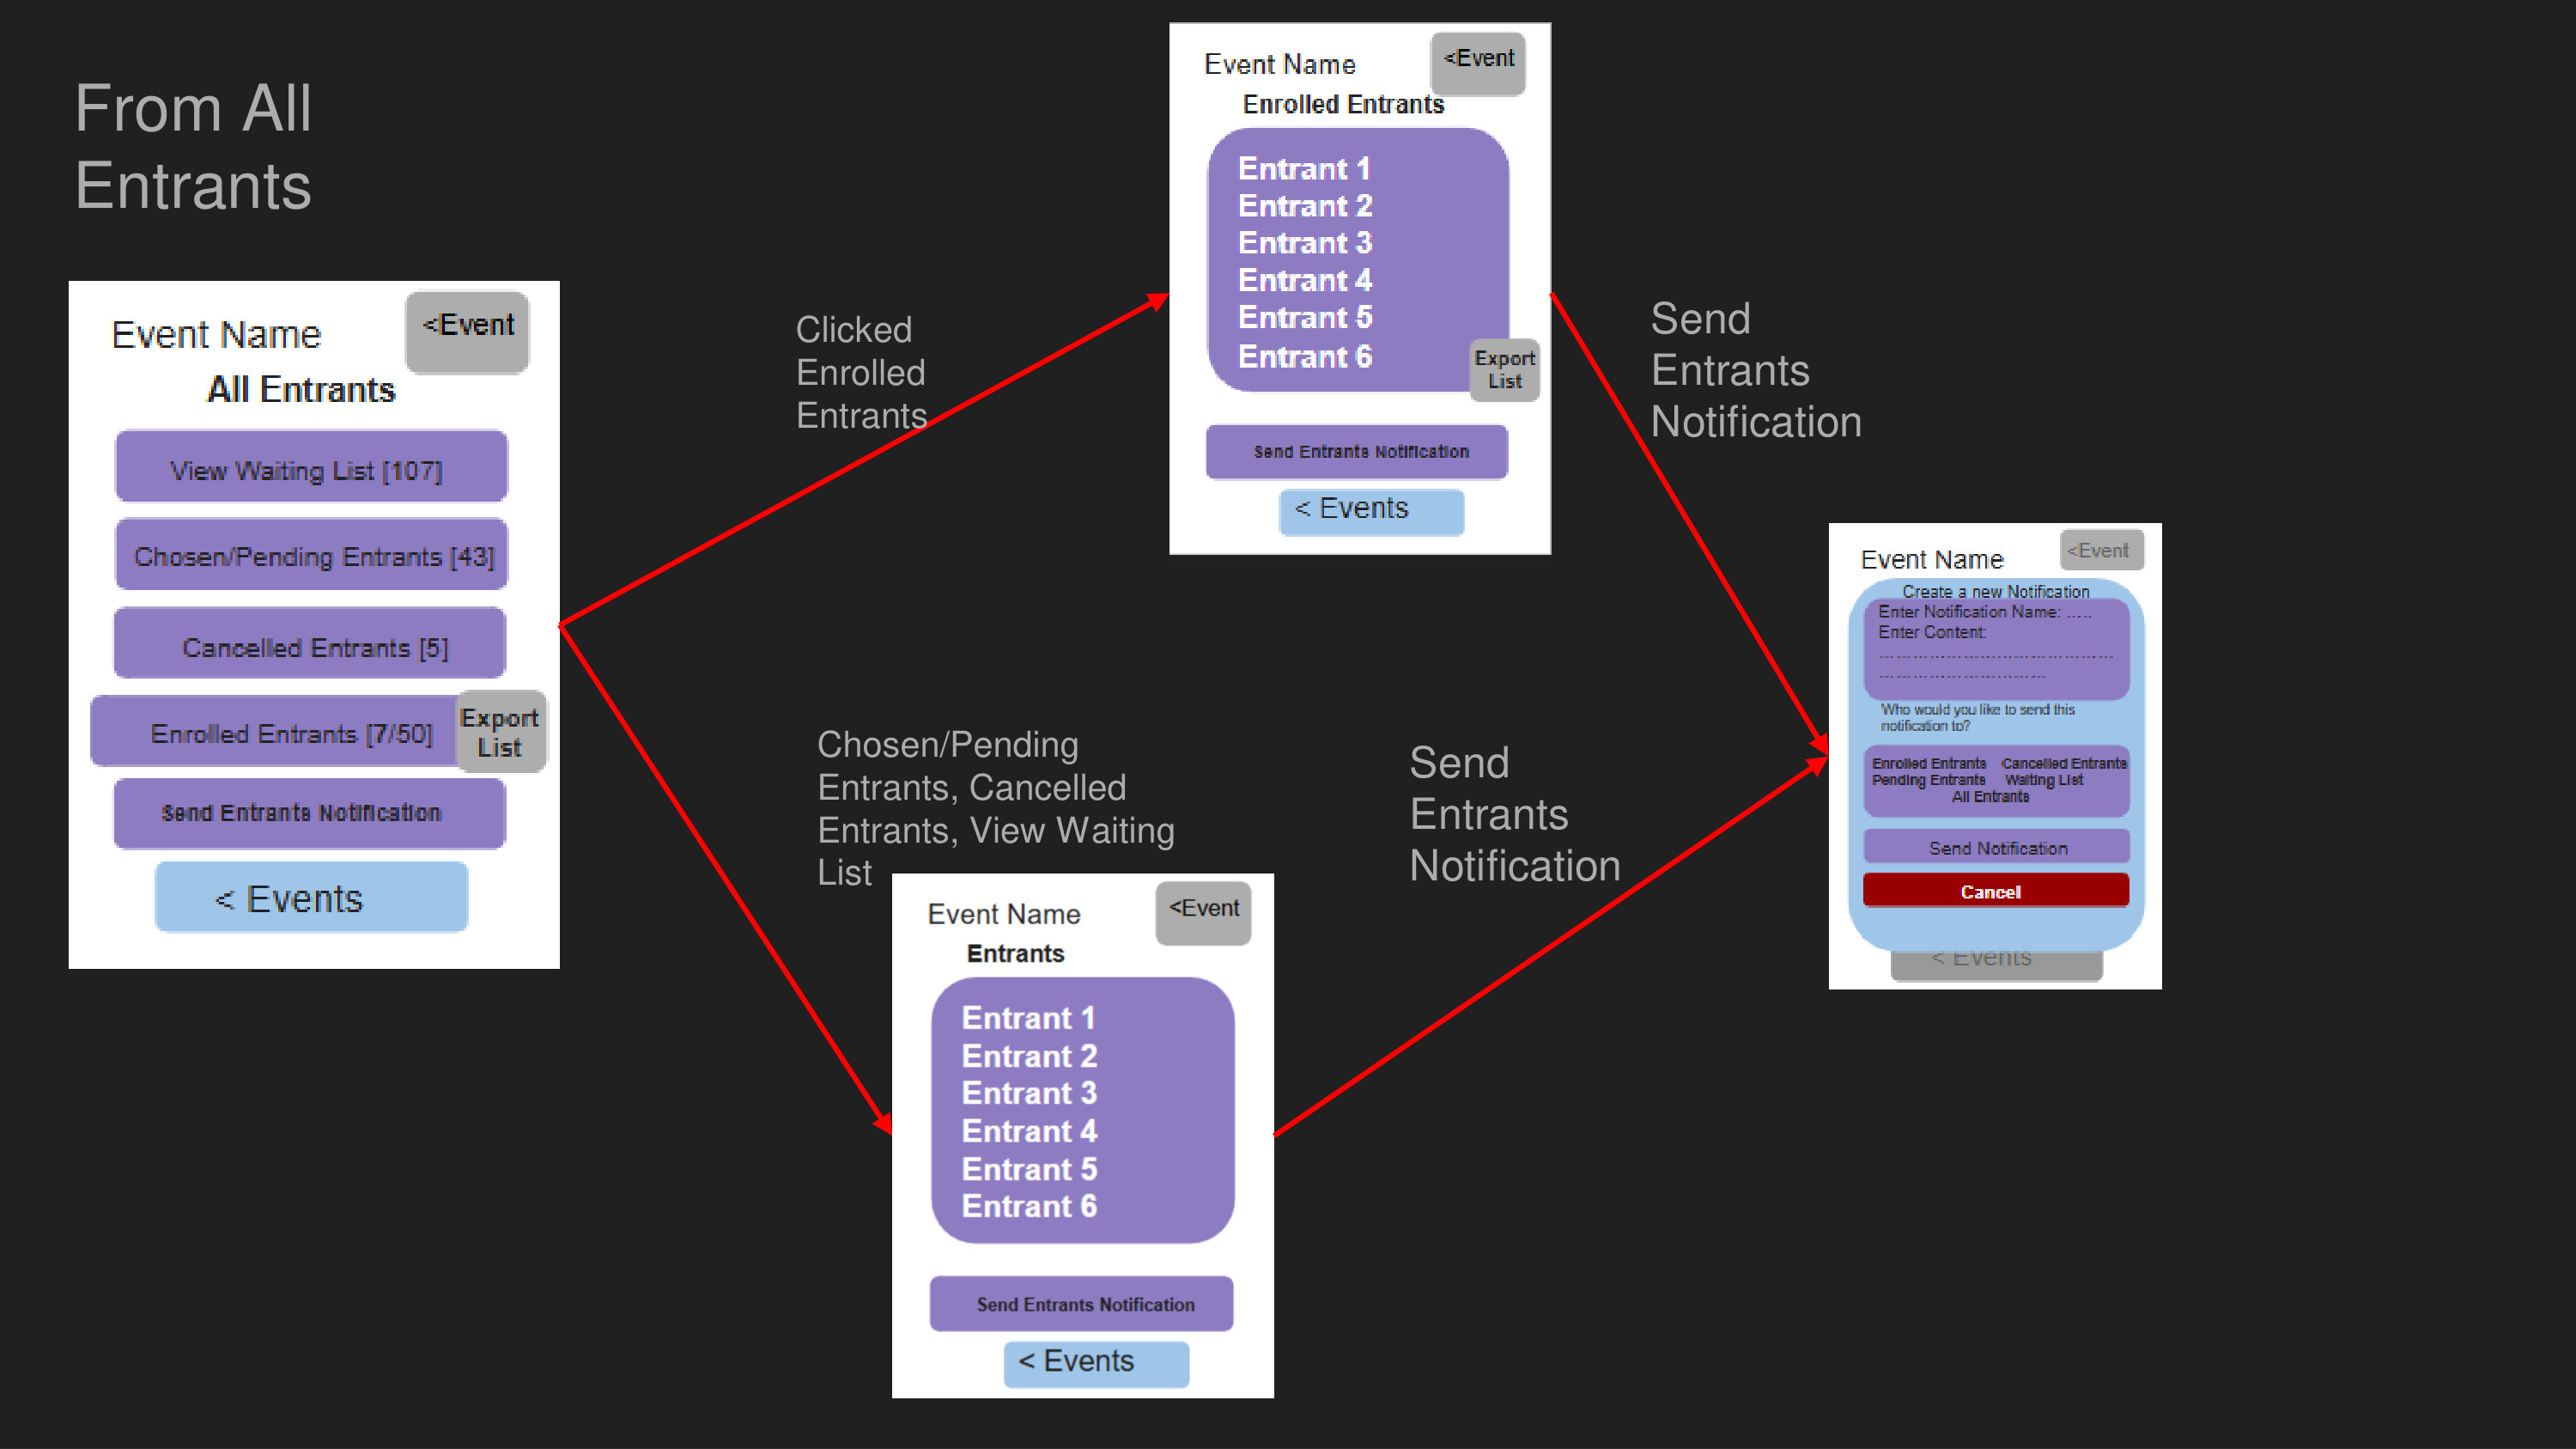 From All
Entrants
Event Name
<Event
All Entrants
View Waiting List [107]
Chosen/Pending Entrants [43]
Cancelled Entrants [5]
Enrolled Entrants [7/50]
Export
List
Send Entrants Notification
< Events
Clicked
Enrolled
Entrants
Event Name
<Event
Enrolled Entrants
Entrant 1
Entrant 2
Entrant 3
Entrant 4
Entrant 5
Entrant 6
Export
List
Send Entrants Notification
< Events
Send
Entrants
Notification
Chosen/Pending
Entrants, Cancelled
Entrants, View Waiting
List
Event Name
<Event
Entrants
Entrant 1
Entrant 2
Entrant 3
Entrant 4
Entrant 5
Entrant 6
Send Entrants Notification
< Events
Send
Entrants
Notification
Event Name
<Event
Create a new Notification
Enter Notification Name: .....
Enter Content:
Who would you like to send this
notification to?
Enrolled Entrants Cancelled Entrants
Pending Entrants Waiting List
All Entrants
Send Notification
Cancel
< Events